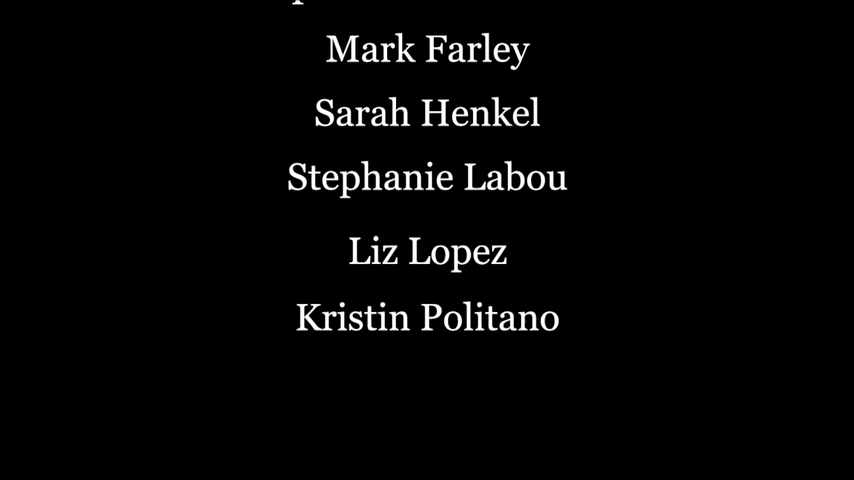 Mark Farley
Sarah Henkel
Stephanie Labou
Liz Lopez
Kristin Politano